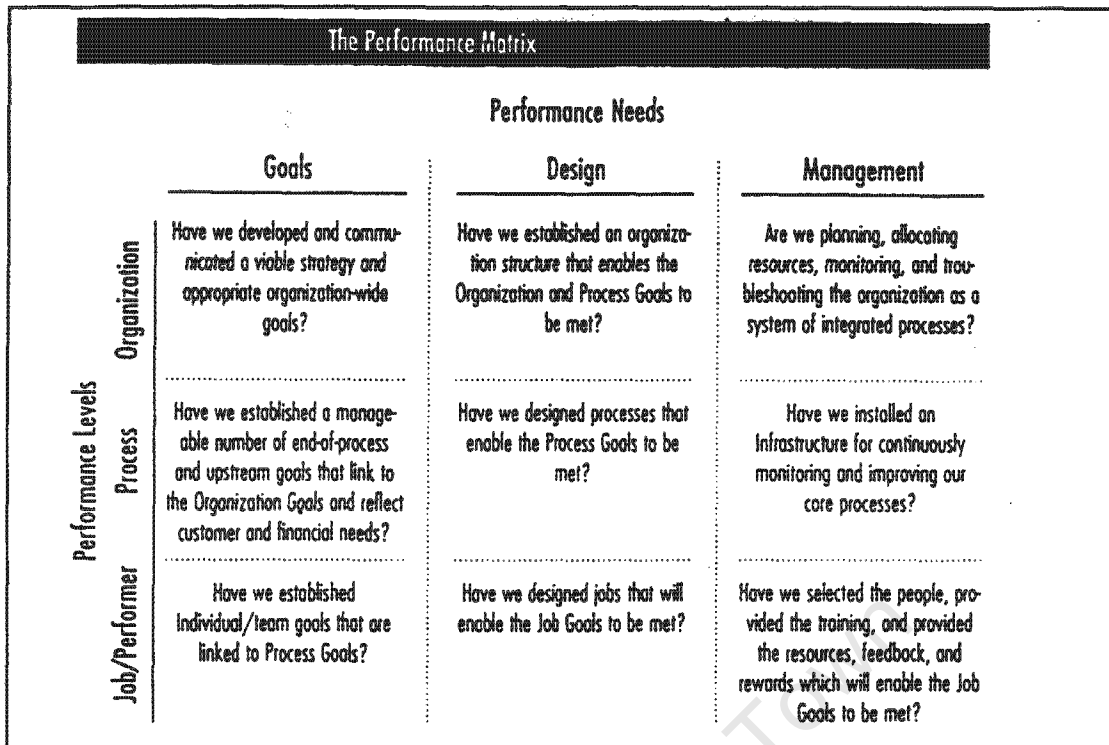 The Performance Matrix
Performance Needs
Goals
Design
Management
Performance Levels
Organization
Have we developed and commu-
nicated a viable strategy and
appropriate organization-wide
goals?
Have we established an organiza-
tion structure that enables the
Organization and Process Goals to
be met?
Are we planning, allocating
resources, monitoring, and trou-
bleshooting the organization as a
system of integrated processes?
Process
Have we established a manage-
able number of end-of-process
and upstream goals that link to
the Organization Goals and reflect
customer and financial needs?
Have we designed processes that
enable the Process Goals to be
met?
Have we installed an
Infrastructure for continuously
monitoring and improving our
core processes?
Job/Performer
Have we established
Individual/team goals that are
linked to Process Goals?
Have we designed jobs that will
enable the Job Goals to be met?
Have we selected the people, pro-
vided the training, and provided
the resources, feedback, and
rewards which will enable the Job
Goals to be met?
Town